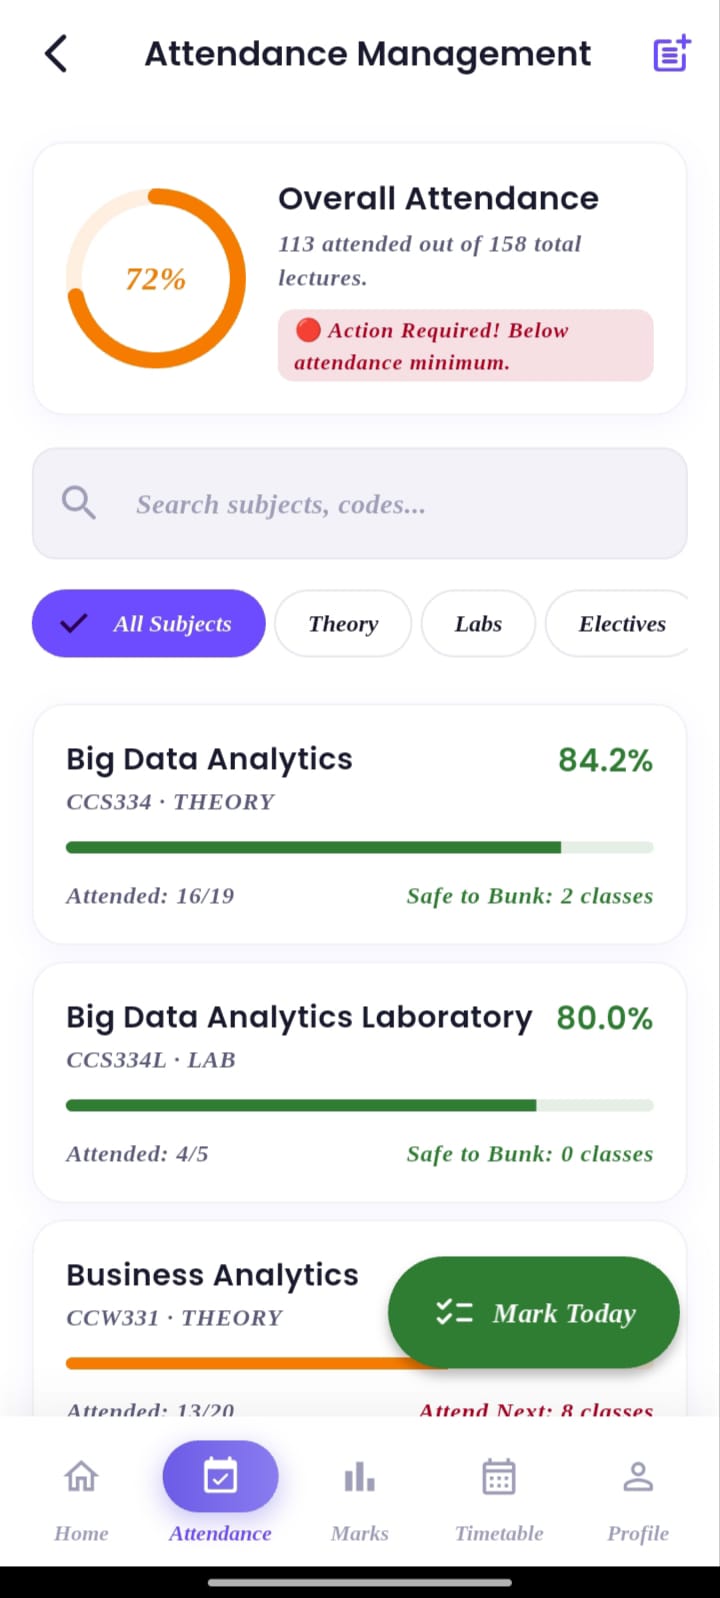 Attendance Management
Overall Attendance
72%
113 attended out of 158 total
lectures.
🔴 Action Required! Below
attendance minimum.
Search subjects, codes...
All Subjects
Theory
Labs
Electives
Big Data Analytics
84.2%
CCS334 · THEORY
Attended: 16/19
Safe to Bunk: 2 classes
Big Data Analytics Laboratory
80.0%
CCS334L · LAB
Attended: 4/5
Safe to Bunk: 0 classes
Business Analytics
CCW331 · THEORY
Mark Today
Attended: 13/20
Attend Next: 8 classes
Home
Attendance
Marks
Timetable
Profile